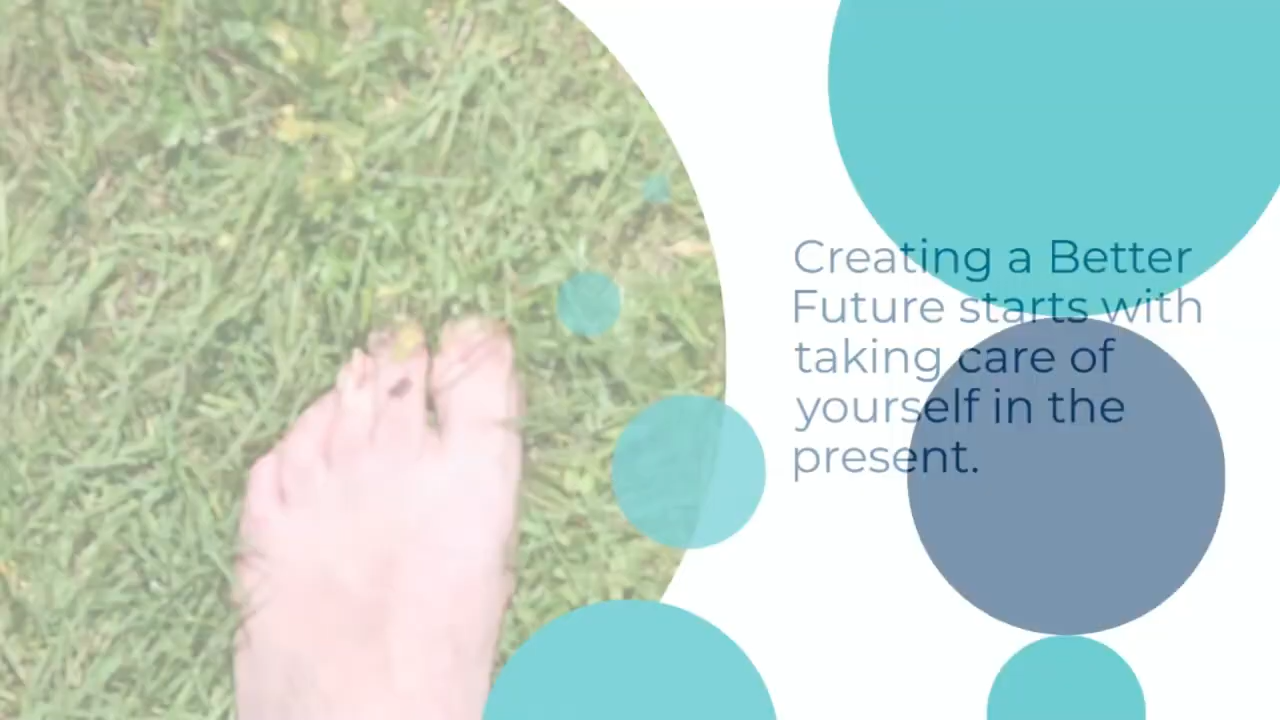 Creating a Better
Future starts with
taking care of
yourself in the
present.